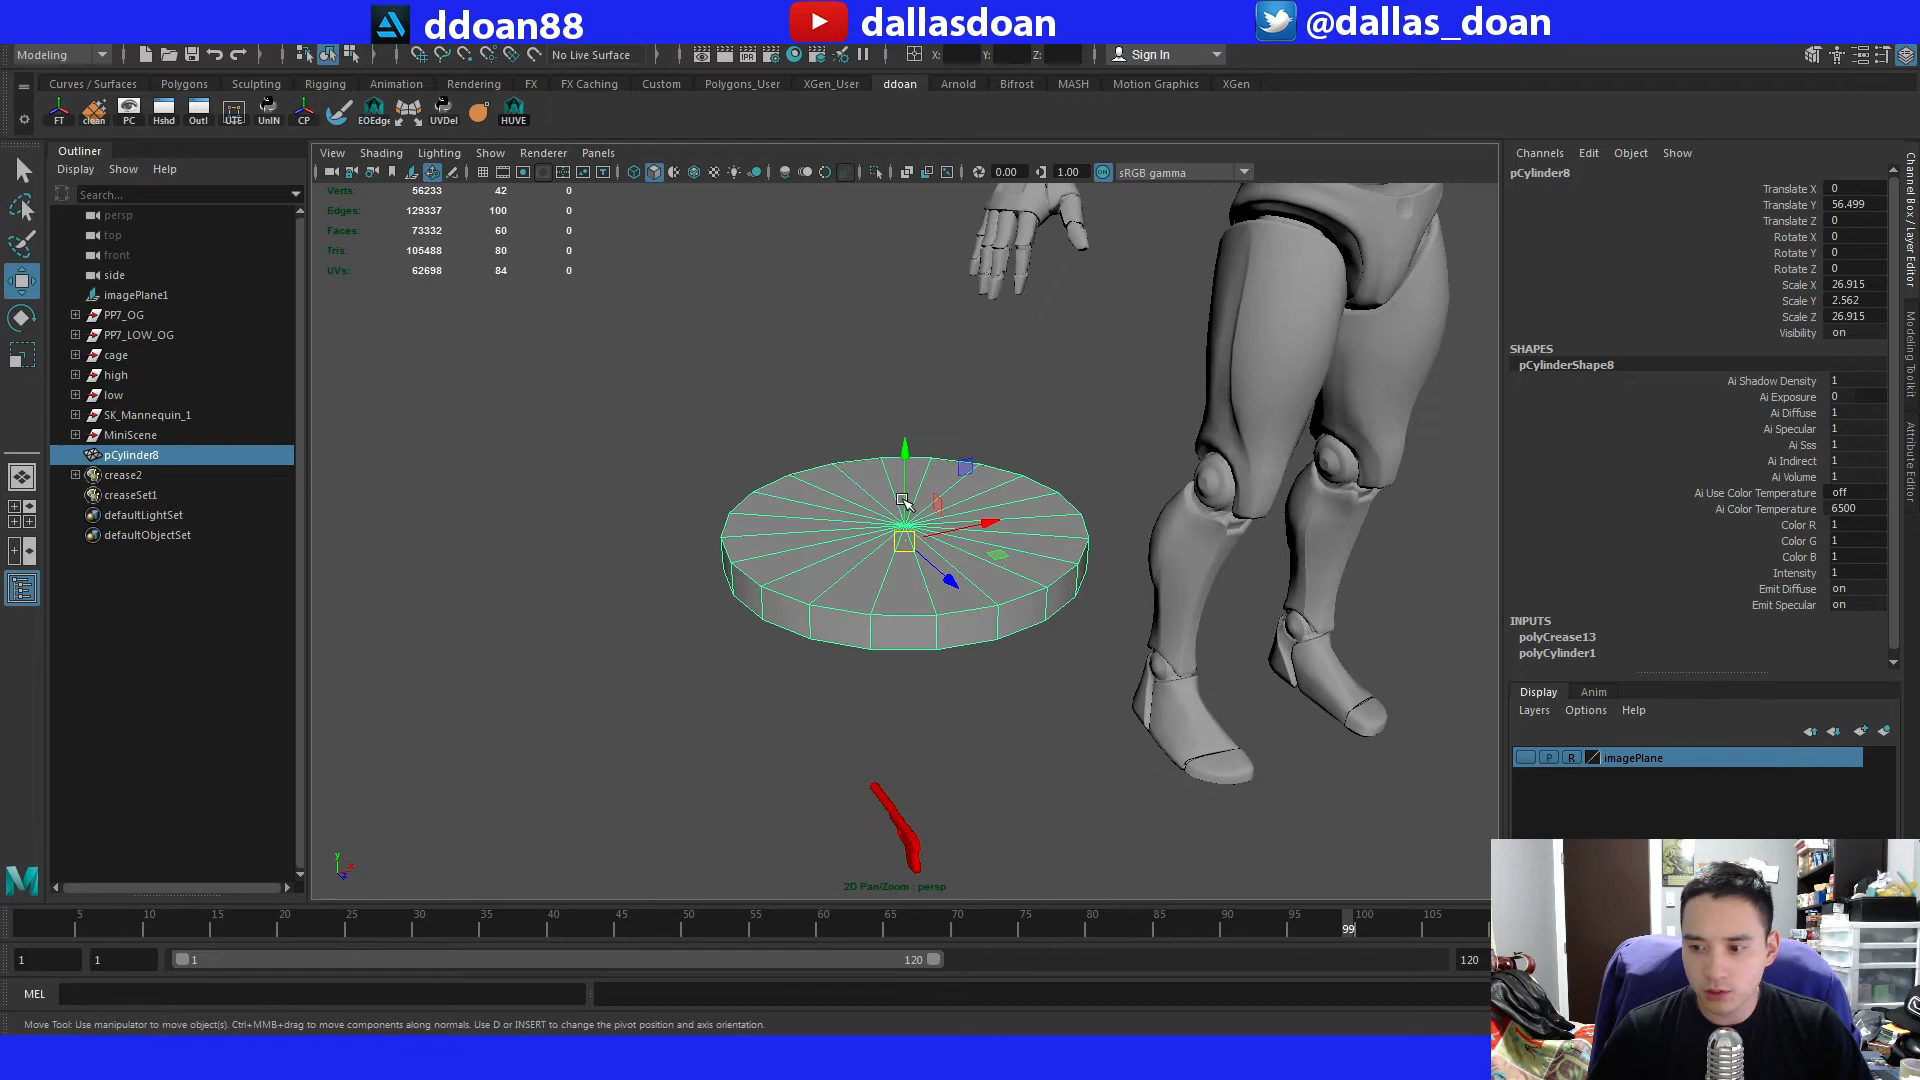 ddoan88
dallasdoan
@dallas_doan
Modeling
No Live Surface
X:
Y:
Z:
Sign In
Curves / Surfaces
Polygons
Sculpting
Rigging
Animation
Rendering
FX
FX Caching
Custom
Polygons_User
XGen_User
ddoan
Arnold
Bifrost
MASH
Motion Graphics
XGen
FT
clean
PC
Hshd
Outl
UTE
UnIN
CP
EOEdge
UVDel
HUVE
Outliner
Display
Show
Help
Search...
persp
top
front
side
imagePlane1
PP7_OG
PP7_LOW_OG
cage
high
low
SK_Mannequin_1
MiniScene
pCylinder8
crease2
creaseSet1
defaultLightSet
defaultObjectSet
View
Shading
Lighting
Show
Renderer
Panels
0.00
1.00
ON
sRGB gamma
Verts: 56233 42 0
Edges: 129337 100 0
Faces: 73332 60 0
Tris: 105488 80 0
UVs: 62698 84 0
y
2D Pan/Zoom : persp
Channels
Edit
Object
Show
pCylinder8
Translate X 0
Translate Y 56.499
Translate Z 0
Rotate X 0
Rotate Y 0
Rotate Z 0
Scale X 26.915
Scale Y 2.562
Scale Z 26.915
Visibility on
SHAPES
pCylinderShape8
Ai Shadow Density 1
Ai Exposure 0
Ai Diffuse 1
Ai Specular 1
Ai Sss 1
Ai Indirect 1
Ai Volume 1
Ai Use Color Temperature off
Ai Color Temperature 6500
Color R 1
Color G 1
Color B 1
Intensity 1
Emit Diffuse on
Emit Specular on
INPUTS
polyCrease13
polyCylinder1
Display
Anim
Layers
Options
Help
P
R
imagePlane
Channel Box / Layer Editor
Modeling Toolkit
Attribute Editor
5 10 15 20 25 30 35 40 45 50 55 60 65 70 75 80 85 90 95 100 105
99
1
1
1
120
120
MEL
Move Tool: Use manipulator to move object(s). Ctrl+MMB+drag to move components along normals. Use D or INSERT to change the pivot position and axis orientation.